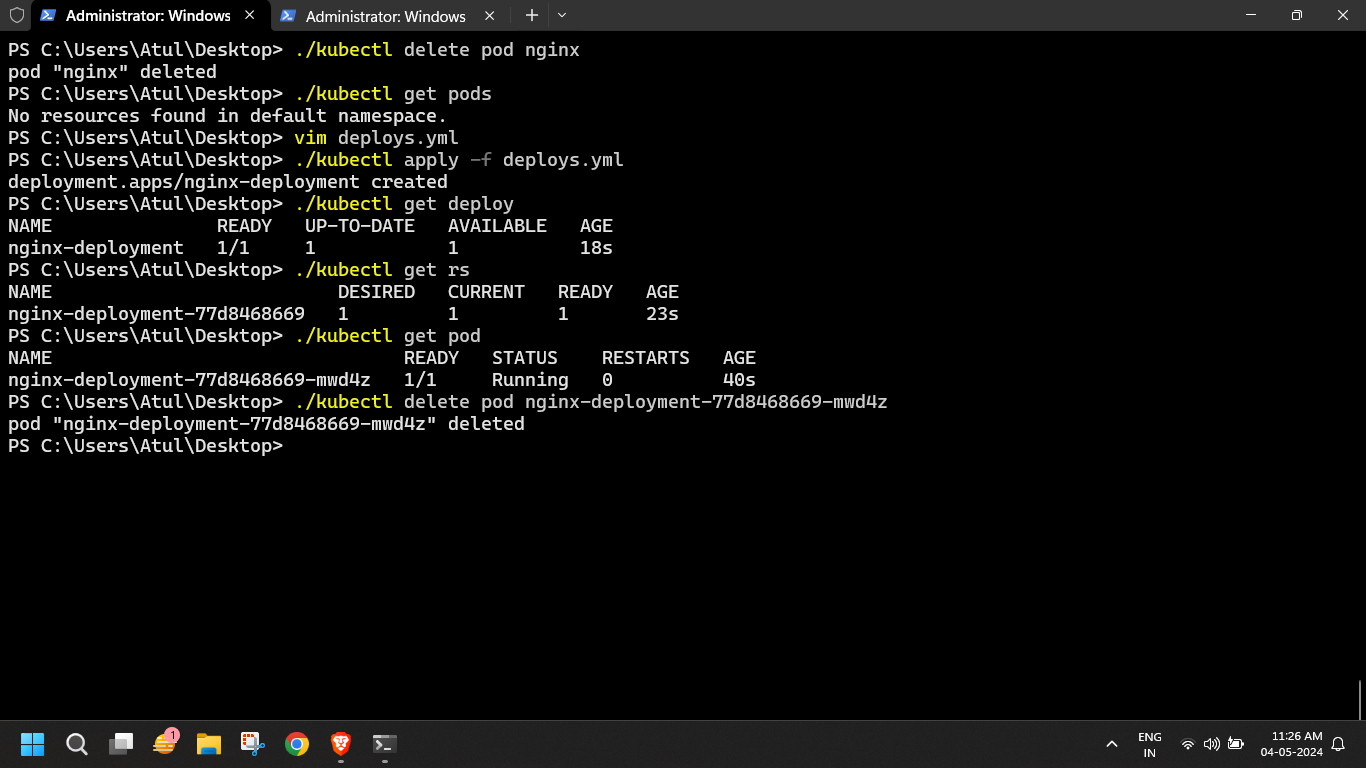 Administrator: Windows
Administrator: Windows
PS C:\Users\Atul\Desktop> ./kubectl delete pod nginx
pod "nginx" deleted
PS C:\Users\Atul\Desktop> ./kubectl get pods
No resources found in default namespace.
PS C:\Users\Atul\Desktop> vim deploys.yml
PS C:\Users\Atul\Desktop> ./kubectl apply -f deploys.yml
deployment.apps/nginx-deployment created
PS C:\Users\Atul\Desktop> ./kubectl get deploy
NAME               READY   UP-TO-DATE   AVAILABLE   AGE
nginx-deployment   1/1     1            1           18s
PS C:\Users\Atul\Desktop> ./kubectl get rs
NAME                          DESIRED   CURRENT   READY   AGE
nginx-deployment-77d8468669   1         1         1       23s
PS C:\Users\Atul\Desktop> ./kubectl get pod
NAME                                READY   STATUS    RESTARTS   AGE
nginx-deployment-77d8468669-mwd4z   1/1     Running   0          40s
PS C:\Users\Atul\Desktop> ./kubectl delete pod nginx-deployment-77d8468669-mwd4z
pod "nginx-deployment-77d8468669-mwd4z" deleted
PS C:\Users\Atul\Desktop>
1
ENG
IN
11:26 AM
04-05-2024